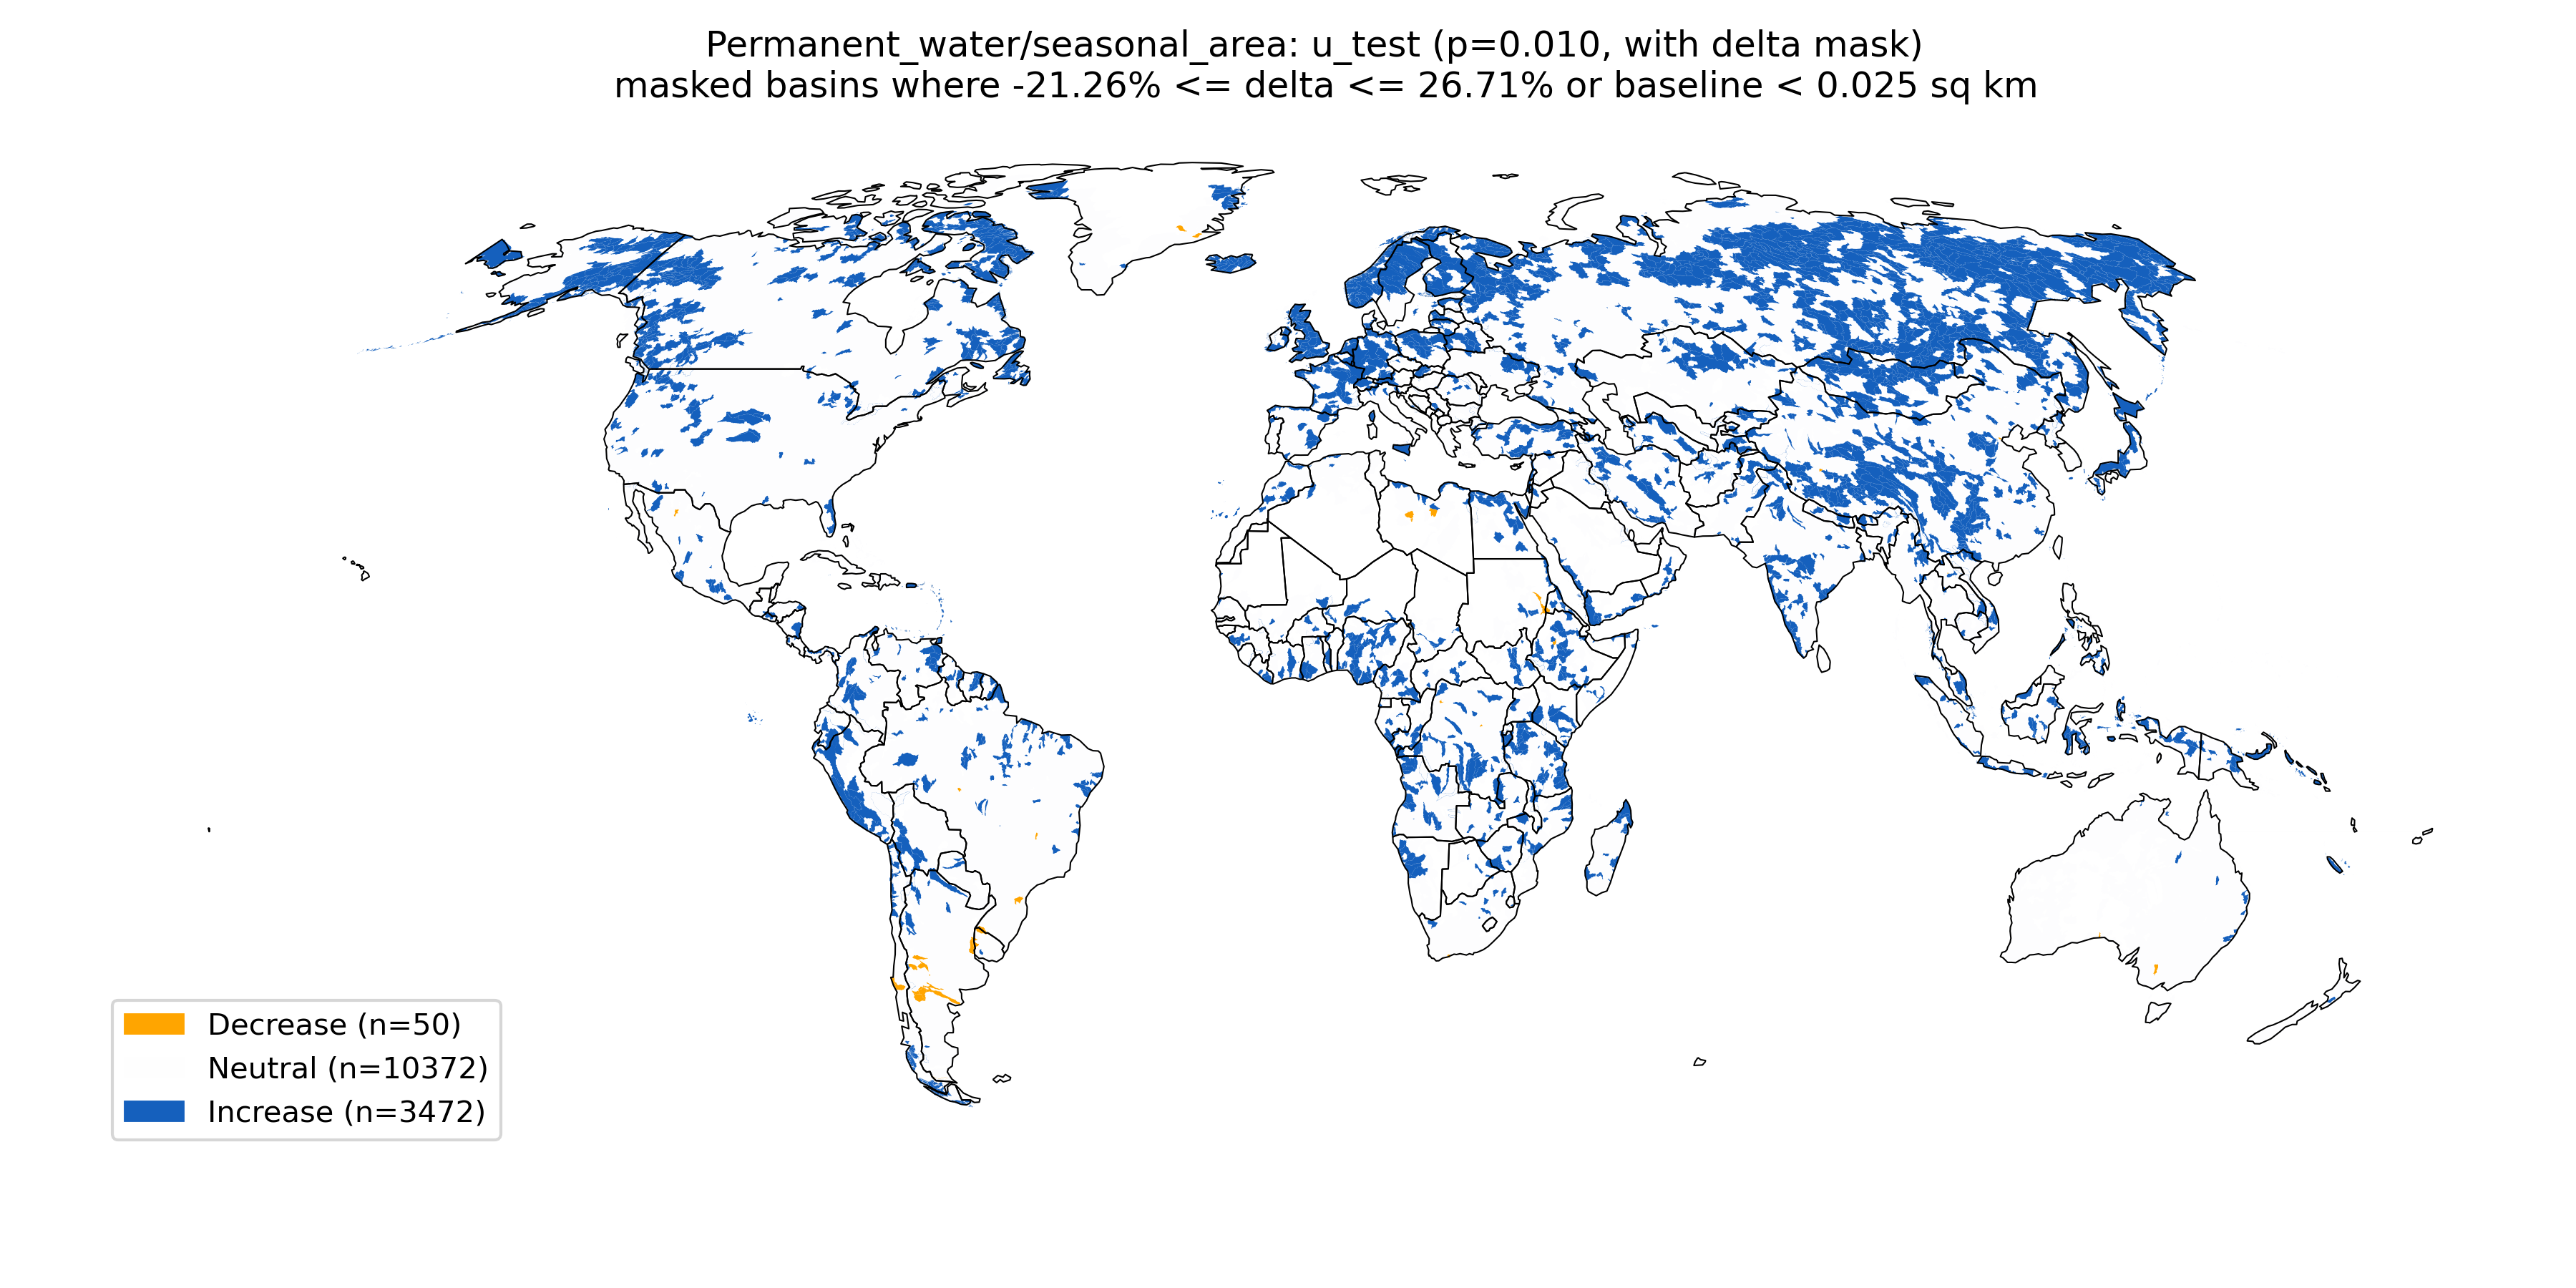 Permanent_water/seasonal_area: u_test (p=0.010, with delta mask)
masked basins where -21.26% <= delta <= 26.71% or baseline < 0.025 sq km
Decrease (n=50)
Neutral (n=10372)
Increase (n=3472)